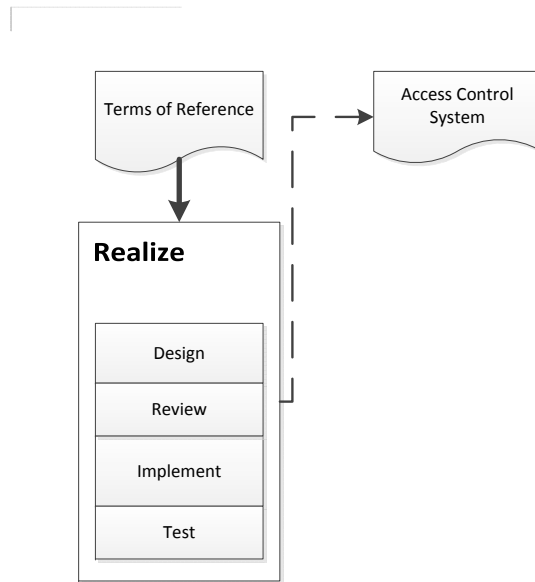 Terms of Reference
Access Control
System
Realize
Design
Review
Implement
Test